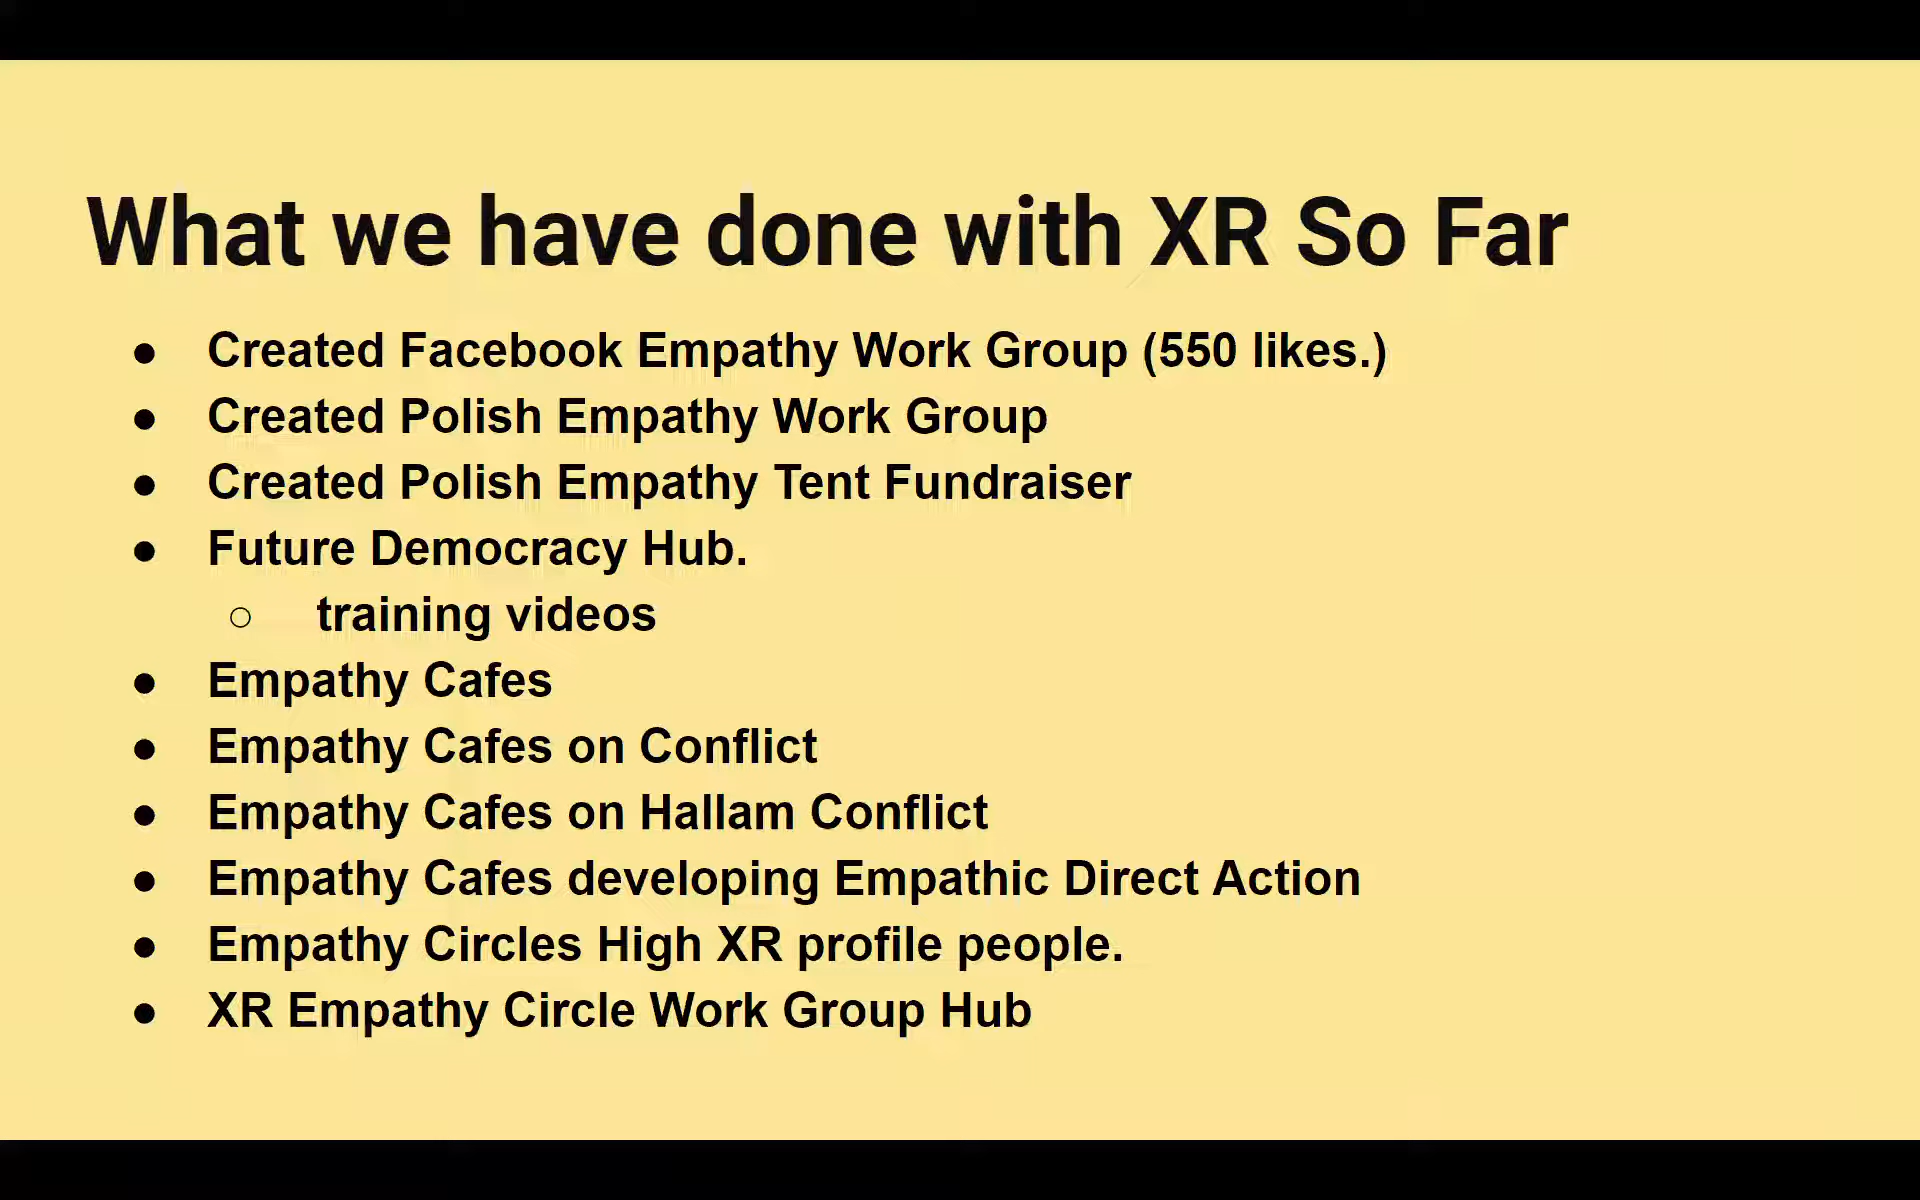 What we have done with XR So Far
● Created Facebook Empathy Work Group (550 likes.)
● Created Polish Empathy Work Group
● Created Polish Empathy Tent Fundraiser
● Future Democracy Hub.
○ training videos
● Empathy Cafes
● Empathy Cafes on Conflict
● Empathy Cafes on Hallam Conflict
● Empathy Cafes developing Empathic Direct Action
● Empathy Circles High XR profile people.
● XR Empathy Circle Work Group Hub